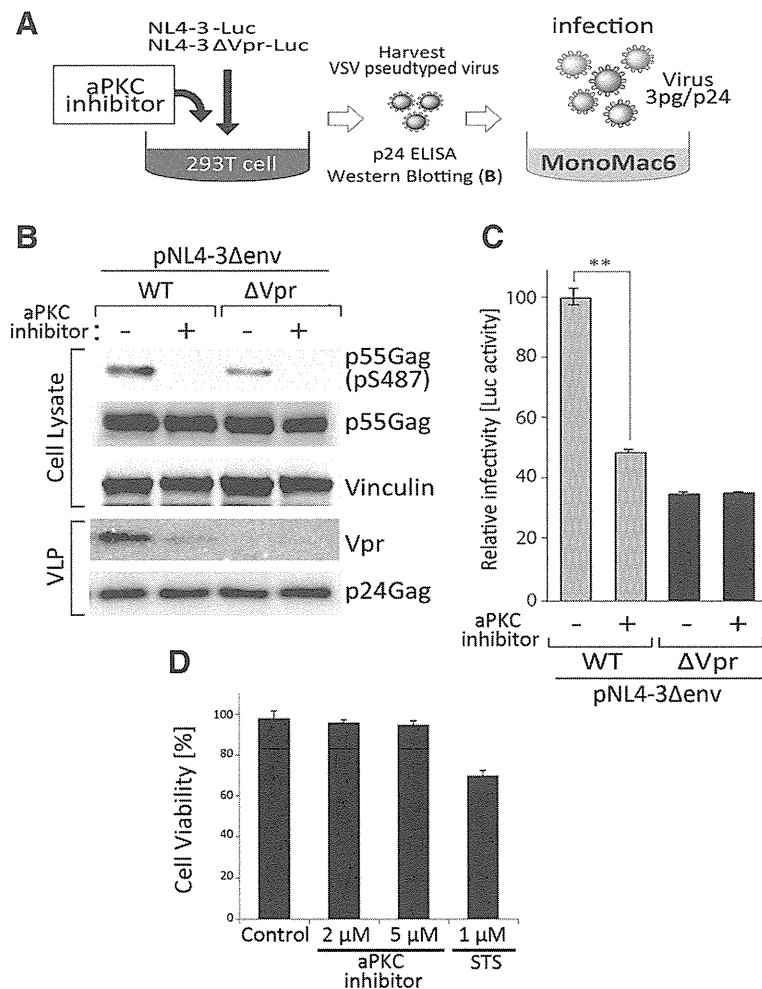 A
NL4-3-Luc
NL4-3 ΔVpr-Luc
aPKC
inhibitor
293T cell
Harvest
VSV pseudtyped virus
p24 ELISA
Western Blotting (B)
infection
Virus
3pg/p24
MonoMac6
B
pNL4-3Δenv
WT ΔVpr
aPKC
inhibitor : - + - +
Cell Lysate
p55Gag
(pS487)
p55Gag
Vinculin
VLP
Vpr
p24Gag
C
Relative infectivity [Luc activity]
**
100
80
60
40
20
0
aPKC
inhibitor - + - +
WT ΔVpr
pNL4-3Δenv
D
Cell Viability [%]
100
80
60
40
20
0
Control 2 μM 5 μM 1 μM
aPKC STS
inhibitor